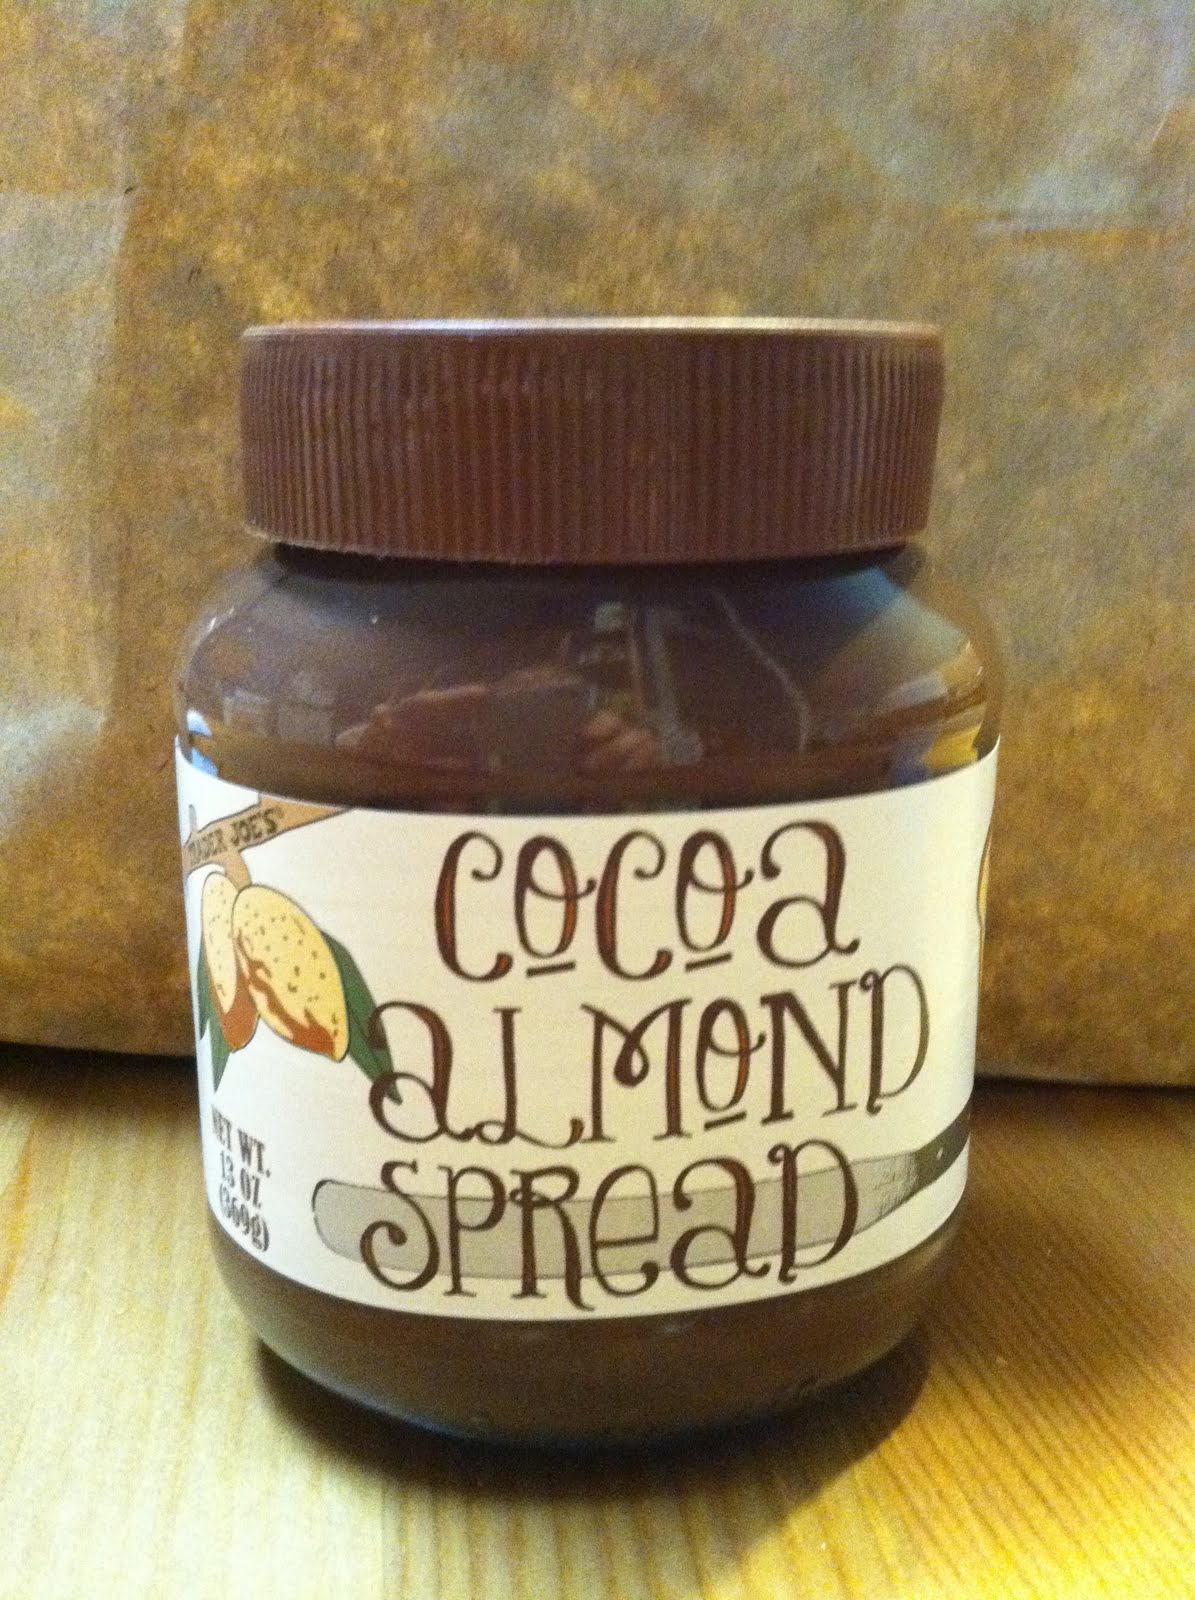 TRADER JOE'S®
COCOA
ALMOND
SPREAD
NET WT.
13 OZ
(369g)